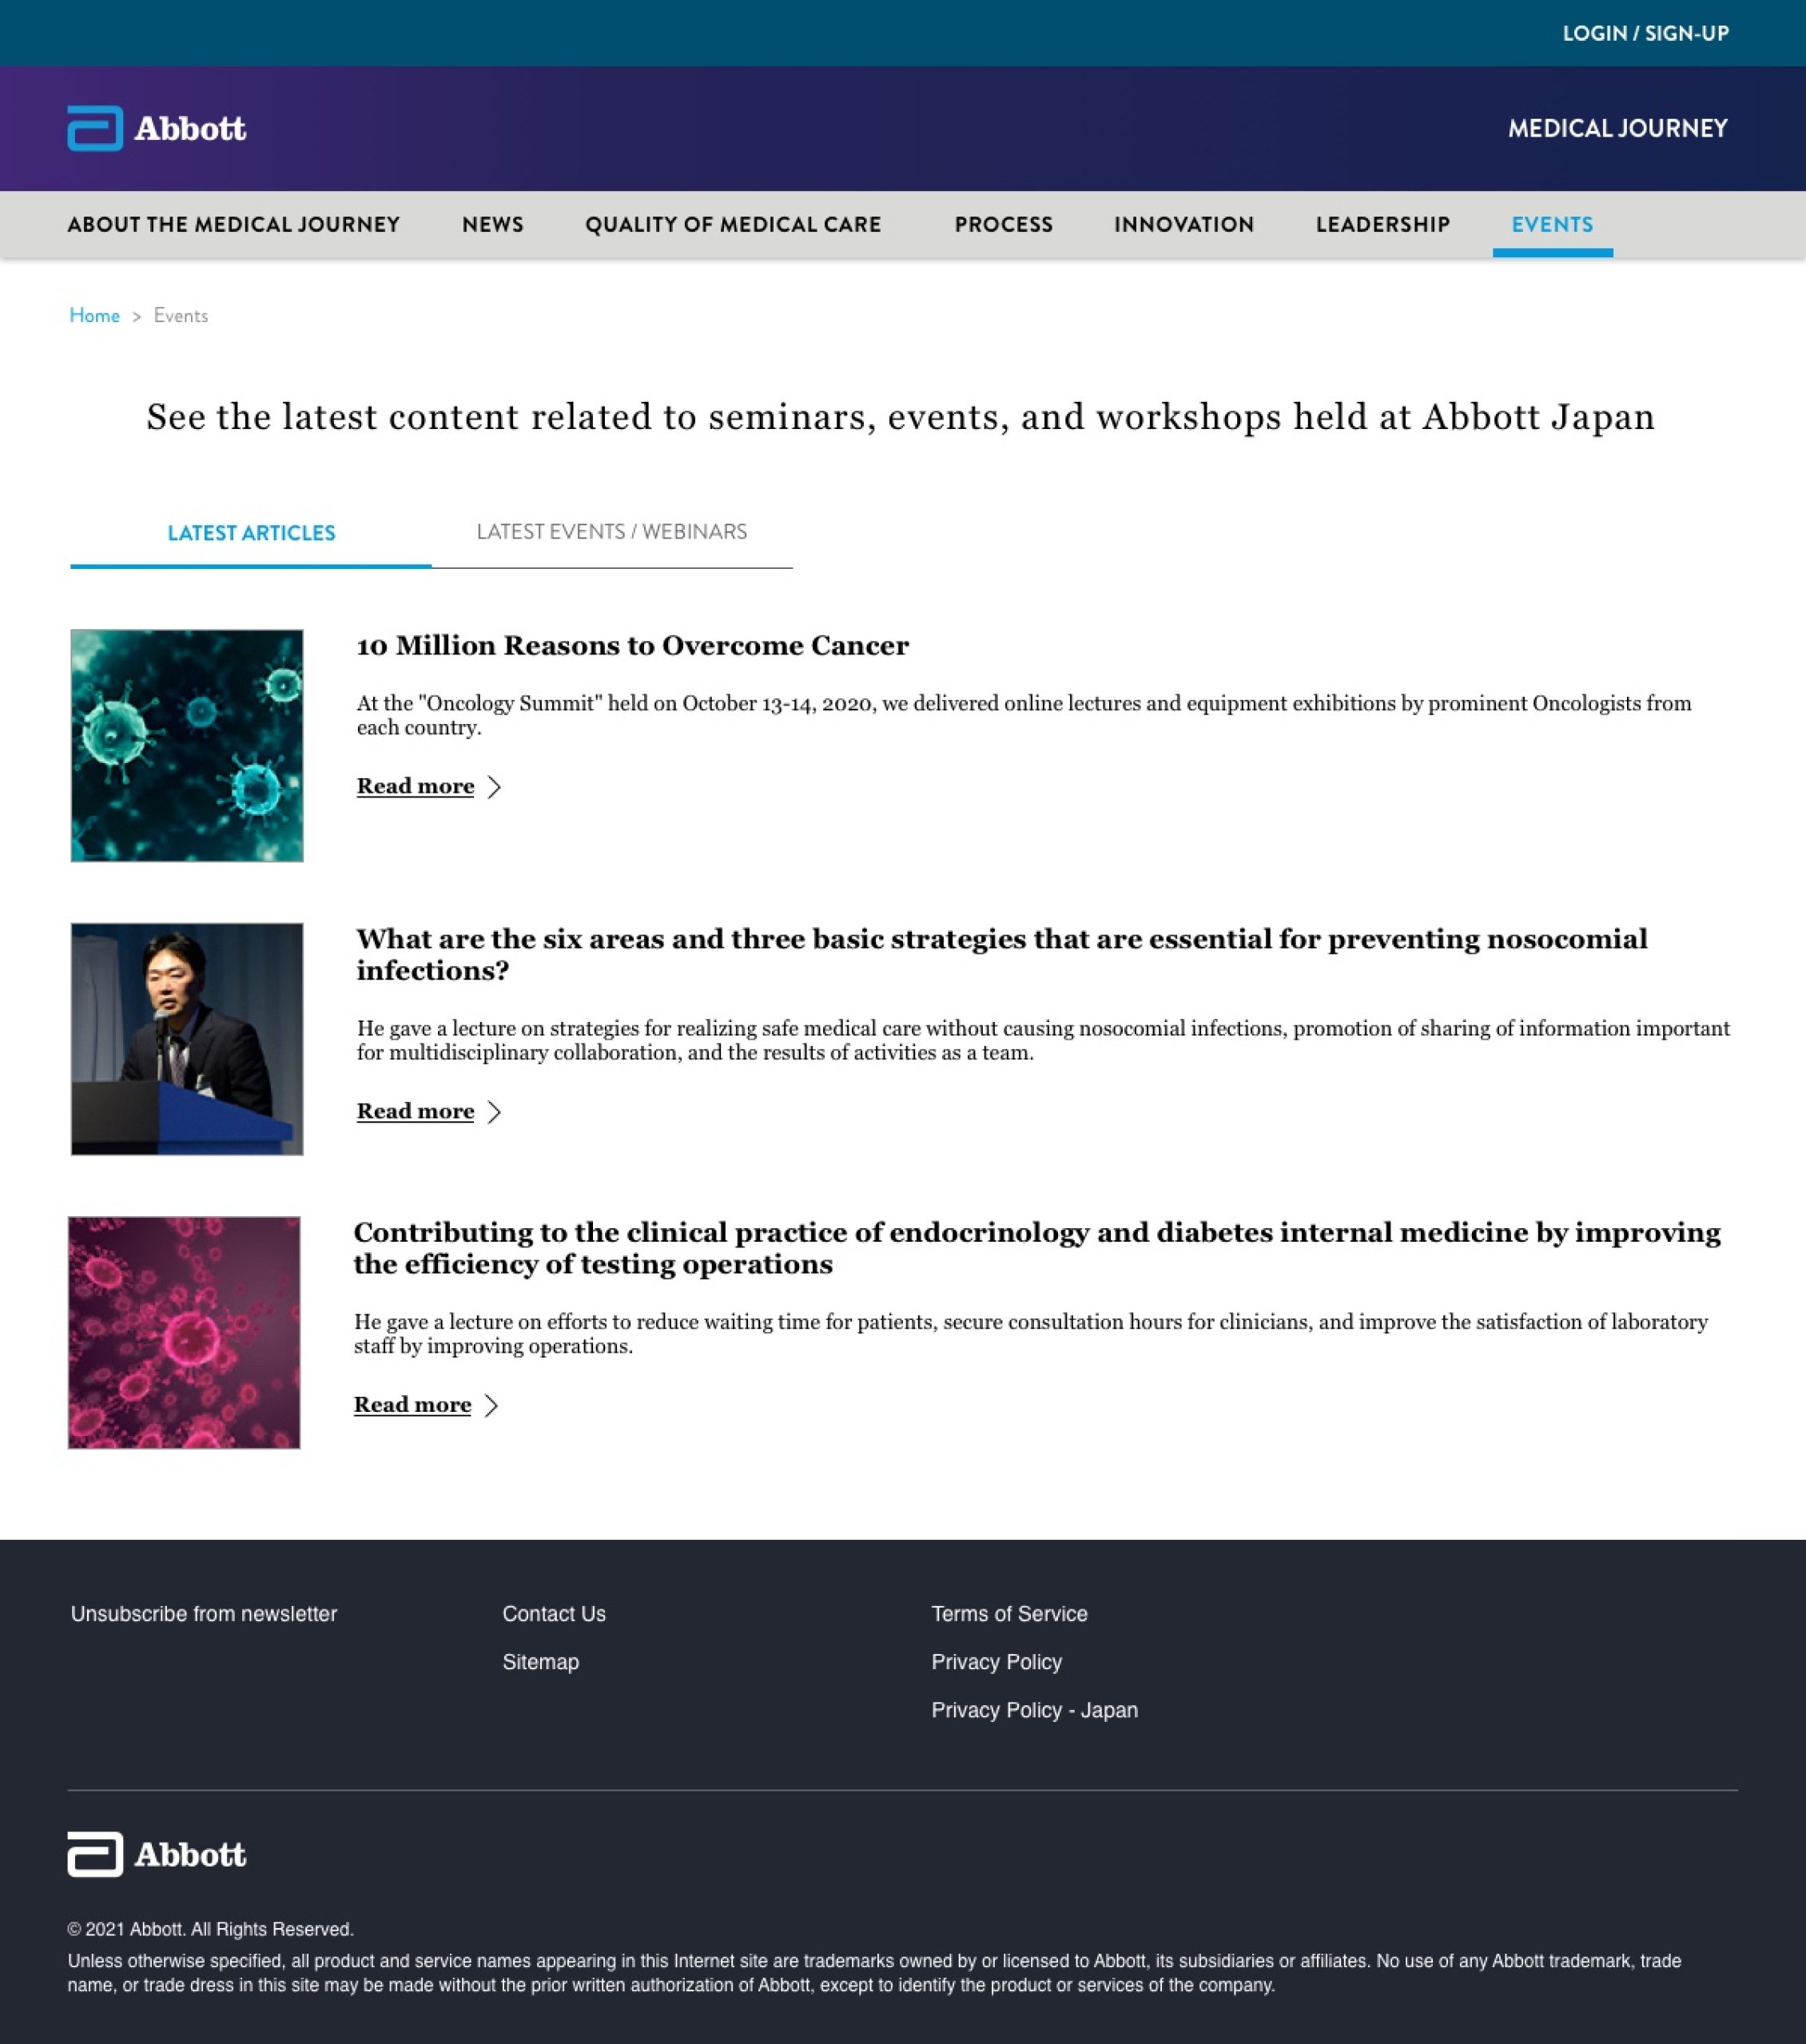 LOGIN / SIGN-UP
Abbott
MEDICAL JOURNEY
ABOUT THE MEDICAL JOURNEY NEWS QUALITY OF MEDICAL CARE PROCESS INNOVATION LEADERSHIP EVENTS
Home > Events
See the latest content related to seminars, events, and workshops held at Abbott Japan
LATEST ARTICLES LATEST EVENTS / WEBINARS
10 Million Reasons to Overcome Cancer
At the "Oncology Summit" held on October 13-14, 2020, we delivered online lectures and equipment exhibitions by prominent Oncologists from
each country.
Read more
What are the six areas and three basic strategies that are essential for preventing nosocomial
infections?
He gave a lecture on strategies for realizing safe medical care without causing nosocomial infections, promotion of sharing of information important
for multidisciplinary collaboration, and the results of activities as a team.
Read more
Contributing to the clinical practice of endocrinology and diabetes internal medicine by improving
the efficiency of testing operations
He gave a lecture on efforts to reduce waiting time for patients, secure consultation hours for clinicians, and improve the satisfaction of laboratory
staff by improving operations.
Read more
Unsubscribe from newsletter
Contact Us
Sitemap
Terms of Service
Privacy Policy
Privacy Policy - Japan
Abbott
© 2021 Abbott. All Rights Reserved.
Unless otherwise specified, all product and service names appearing in this Internet site are trademarks owned by or licensed to Abbott, its subsidiaries or affiliates. No use of any Abbott trademark, trade
name, or trade dress in this site may be made without the prior written authorization of Abbott, except to identify the product or services of the company.